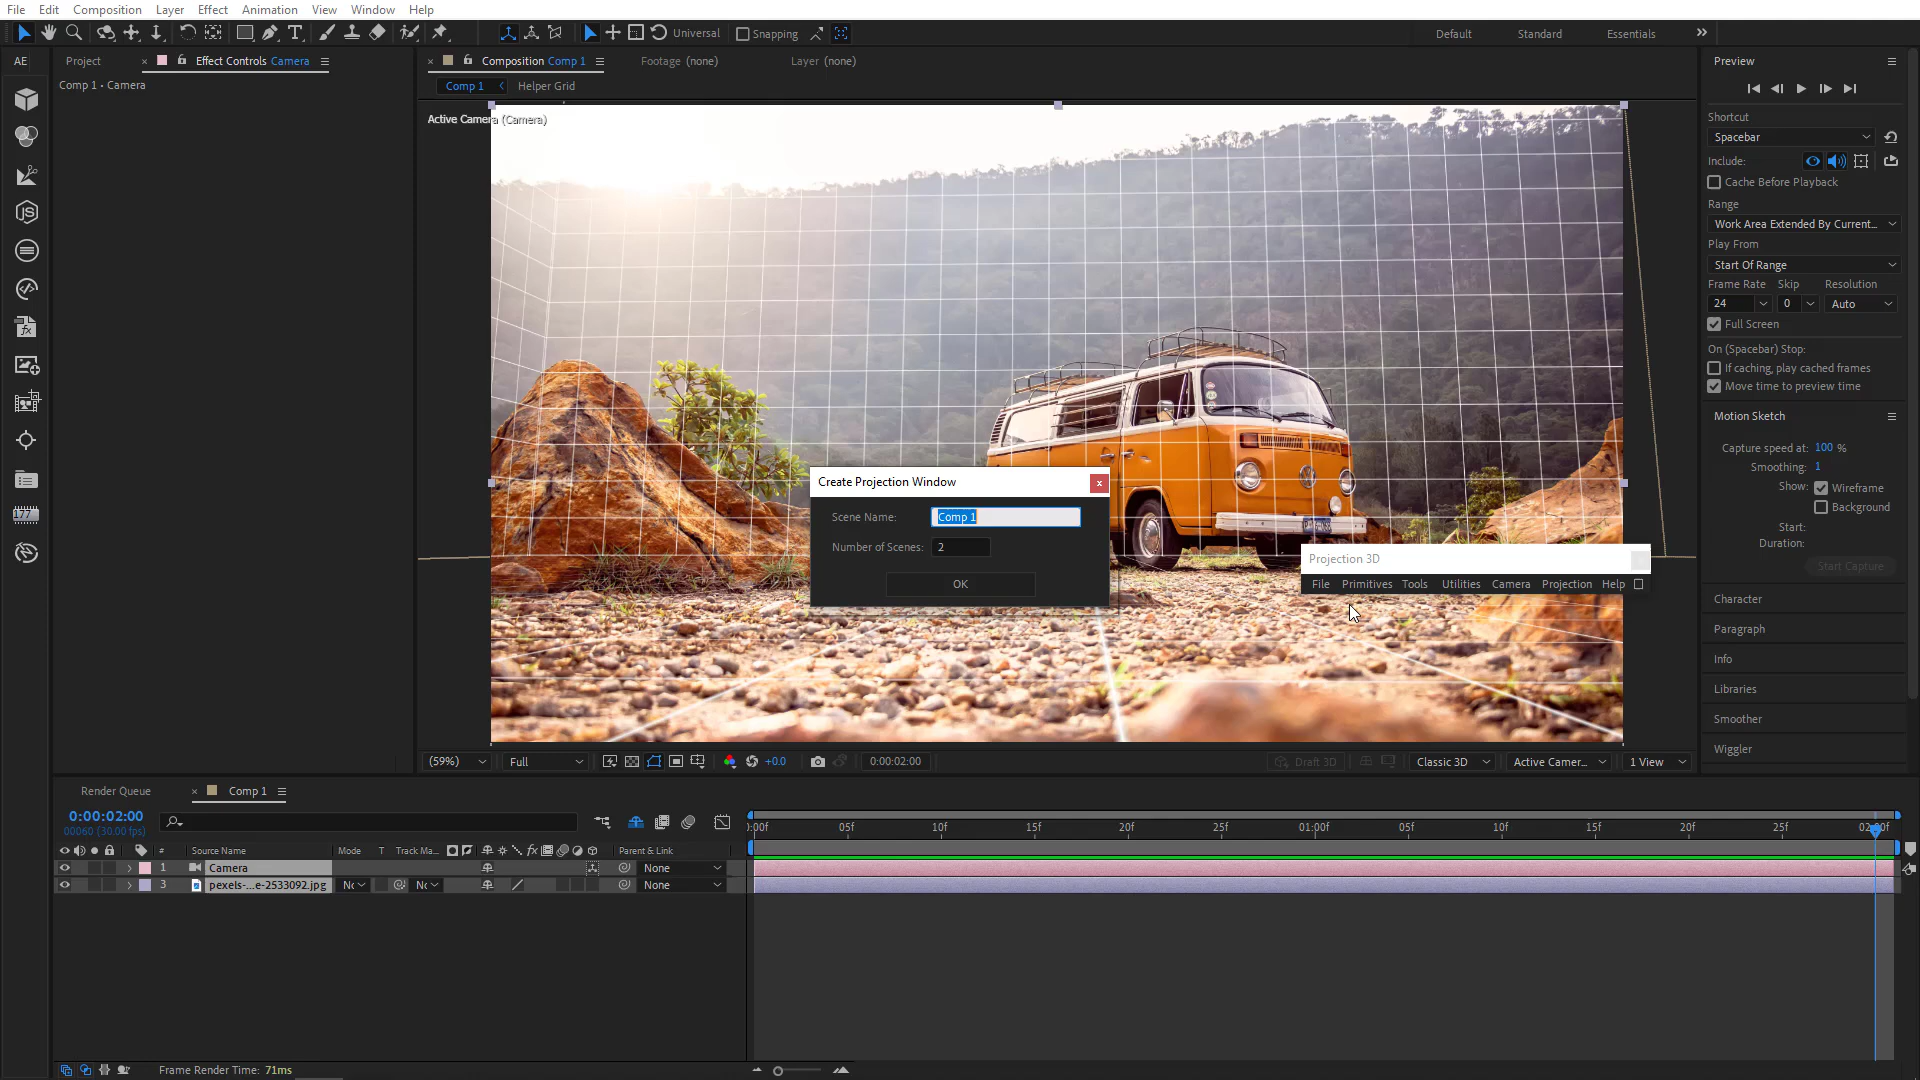 File Edit Composition Layer Effect Animation View Window Help
Universal Snapping Default Standard Essentials
AE Project Effect Controls Camera Composition Comp 1 Footage (none) Layer (none) Preview
Comp 1 • Camera
Comp 1 Helper Grid
Active Camera (Camera)
Shortcut
Spacebar
Include:
Cache Before Playback
Range
Work Area Extended By Current...
Play From
Start Of Range
Frame Rate Skip Resolution
24 0 Auto
Full Screen
On (Spacebar) Stop:
If caching, play cached frames
Move time to preview time
Motion Sketch
Capture speed at: 100 %
Smoothing: 1
Show: Wireframe
Background
Start:
Duration:
Start Capture
Character
Paragraph
Info
Libraries
Smoother
Wiggler
Create Projection Window
Scene Name: Comp 1
Number of Scenes: 2
OK
Projection 3D
File Primitives Tools Utilities Camera Projection Help
(59%) Full +0.0 0:00:02:00 Draft 3D Classic 3D Active Camer... 1 View
Render Queue Comp 1
0:00:02:00
00060 (30.00 fps)
):00f 05f 10f 15f 20f 25f 01:00f 05f 10f 15f 20f 25f 02:00f
# Source Name Mode T Track Ma... fx Parent & Link
1 Camera None
3 pexels-...e-2533092.jpg Nc Nc None
Frame Render Time: 71ms